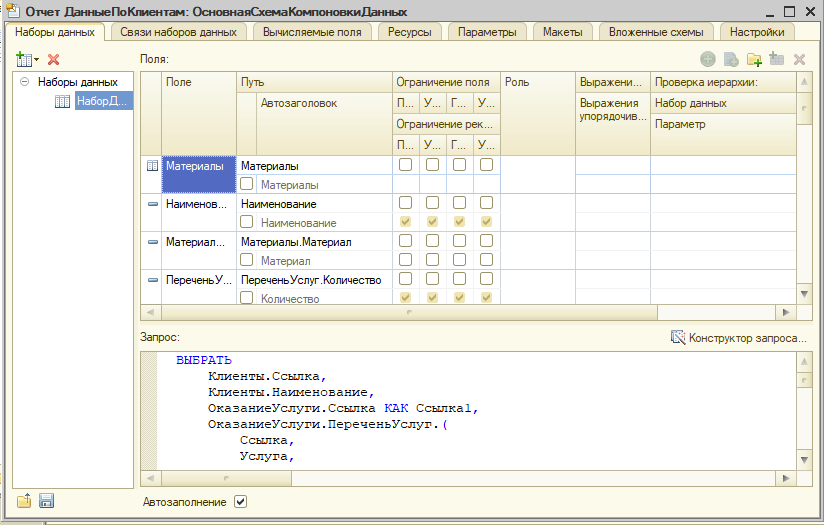 Отчет ДанныеПоКлиентам: ОсновнаяСхемаКомпоновкиДанных
Наборы данных
Связи наборов данных
Вычисляемые поля
Ресурсы
Параметры
Макеты
Вложенные схемы
Настройки
Поля:
Наборы данных
НаборД...
Поле
Путь
Автозаголовок
Ограничение поля
П... У... Г... У...
Ограничение рек...
П... У... Г... У...
Роль
Выражени...
Выражения
упорядочив...
Проверка иерархии:
Набор данных
Параметр
Материалы
Материалы
Материалы
Наименов...
Наименование
Наименование
Материал...
Материалы.Материал
Материал
ПереченьУ...
ПереченьУслуг.Количество
Количество
Запрос:
Конструктор запроса...
ВЫБРАТЬ
Клиенты.Ссылка,
Клиенты.Наименование,
ОказаниеУслуги.Ссылка КАК Ссылка1,
ОказаниеУслуги.ПереченьУслуг.(
Ссылка,
Услуга,
Автозаполнение